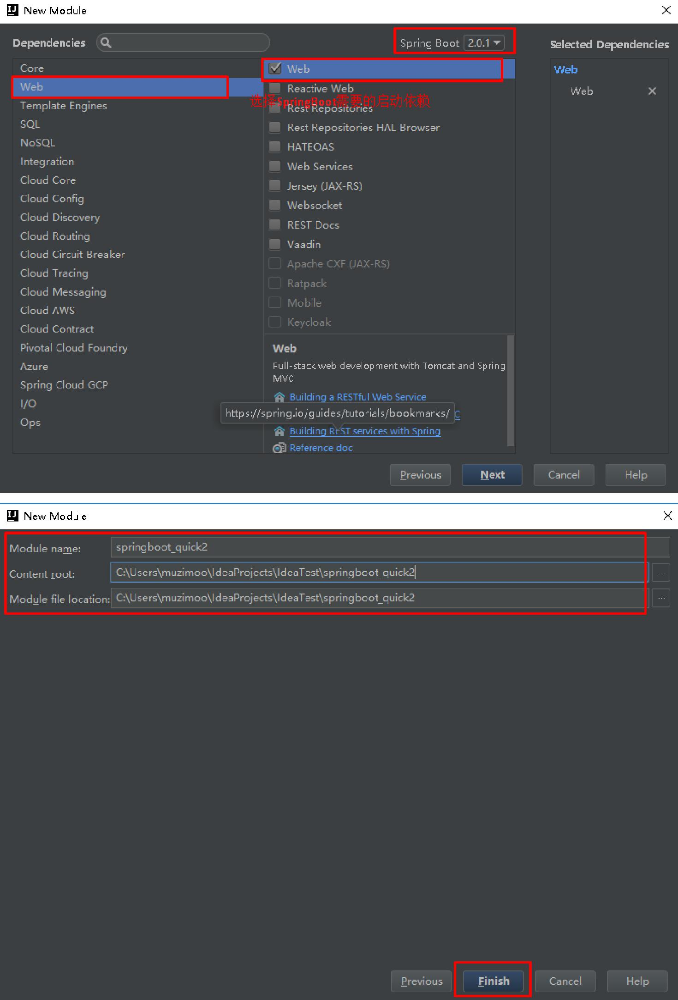 New Module
Dependencies
Spring Boot 2.0.1
Selected Dependencies
Core
Web
Template Engines
SQL
NoSQL
Integration
Cloud Core
Cloud Config
Cloud Discovery
Cloud Routing
Cloud Circuit Breaker
Cloud Tracing
Cloud Messaging
Cloud AWS
Cloud Contract
Pivotal Cloud Foundry
Azure
Spring Cloud GCP
I/O
Ops
Web
Reactive Web
选择SpringBoot需要的启动依赖
Rest Repositories
Rest Repositories HAL Browser
HATEOAS
Web Services
Jersey (JAX-RS)
Websocket
REST Docs
Vaadin
Apache CXF (JAX-RS)
Ratpack
Mobile
Keycloak
Web
Full-stack web development with Tomcat and Spring
MVC
Building a RESTful Web Service
https://spring.io/guides/tutorials/bookmarks/
C
Building REST services with Spring
Reference doc
Web
Web
Previous
Next
Cancel
Help
New Module
Module name: springboot_quick2
Content root: C:\Users\muzimoo\IdeaProjects\IdeaTest\springboot_quick2
...
Module file location: C:\Users\muzimoo\IdeaProjects\IdeaTest\springboot_quick2
...
Previous
Finish
Cancel
Help